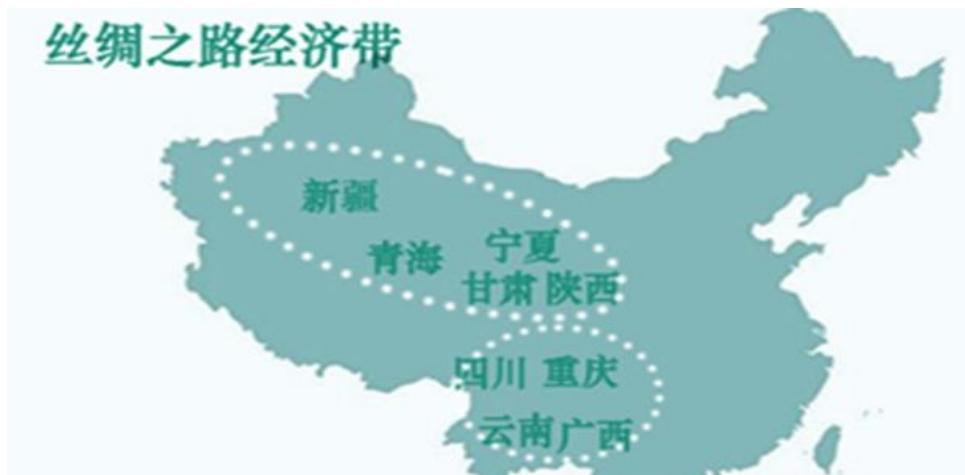 丝绸之路经济带
新疆
宁夏
青海
甘肃 陕西
四川 重庆
云南 广西